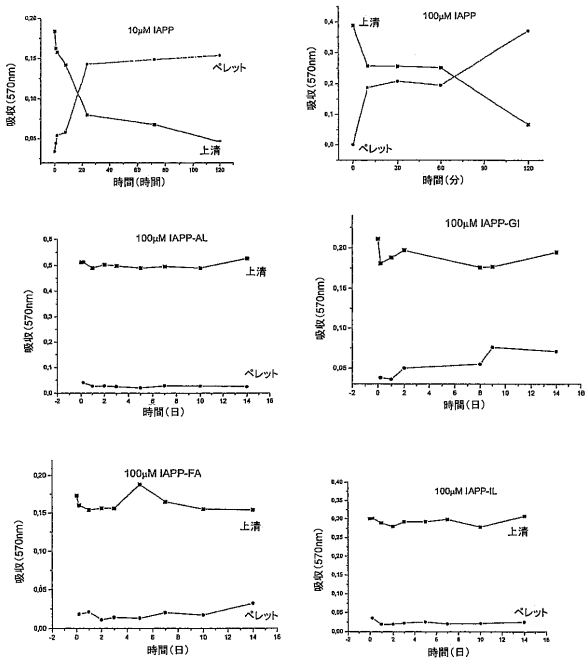 10μM IAPP
吸収(570nm)
0,20
0,15
0,10
0,05
ペレット
上清
0 20 40 60 80 100 120
時間(時間)
100μM IAPP
吸収(570nm)
0,4
0,3
0,2
0,1
0,0
上清
ペレット
0 30 60 90 120
時間(分)
100μM IAPP-AL
吸収(570nm)
0,6
0,5
0,4
0,3
0,2
0,1
0,0
上清
ペレット
-2 0 2 4 6 8 10 12 14 16
時間(日)
100μM IAPP-GI
吸収(570nm)
0,20
0,15
0,10
0,05
-2 0 2 4 6 8 10 12 14 16
時間(日)
100μM IAPP-FA
吸収(570nm)
0,20
0,15
0,10
0,05
0,00
上清
ペレット
-2 0 2 4 6 8 10 12 14 16
時間(日)
100μM IAPP-IL
吸収(570nm)
0,40
0,35
0,30
0,25
0,20
0,15
0,10
0,05
0,00
上清
ペレット
-2 0 2 4 6 8 10 12 14 16
時間(日)